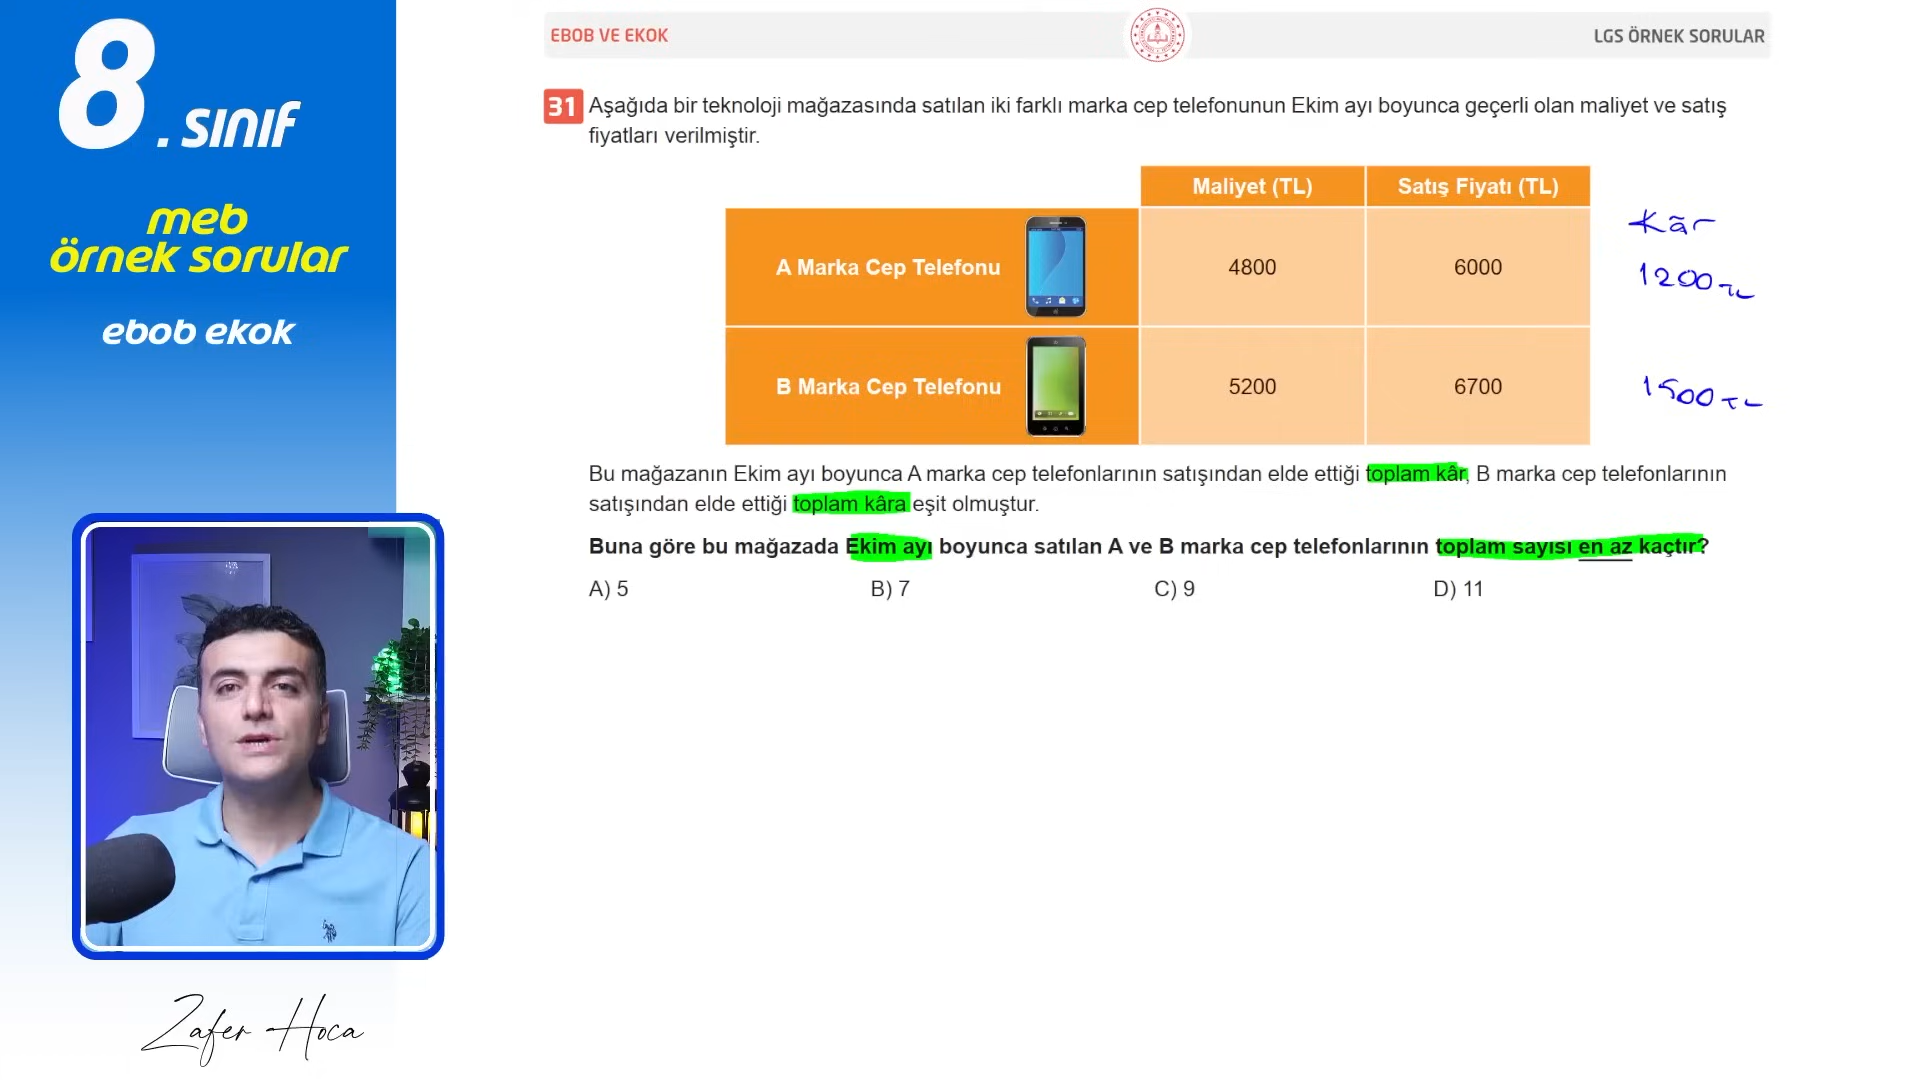 8. SINIF
meb
örnek sorular
ebob ekok
EBOB VE EKOK
LGS ÖRNEK SORULAR
31 Aşağıda bir teknoloji mağazasında satılan iki farklı marka cep telefonunun Ekim ayı boyunca geçerli olan maliyet ve satış
fiyatları verilmiştir.
Maliyet (TL) Satış Fiyatı (TL)
Kâr
A Marka Cep Telefonu 4800 6000
1200 TL
B Marka Cep Telefonu 5200 6700
1500 TL
Bu mağazanın Ekim ayı boyunca A marka cep telefonlarının satışından elde ettiği toplam kâr, B marka cep telefonlarının
satışından elde ettiği toplam kâra eşit olmuştur.
Buna göre bu mağazada Ekim ayı boyunca satılan A ve B marka cep telefonlarının toplam sayısı en az kaçtır?
A) 5 B) 7 C) 9 D) 11
Zafer Hoca